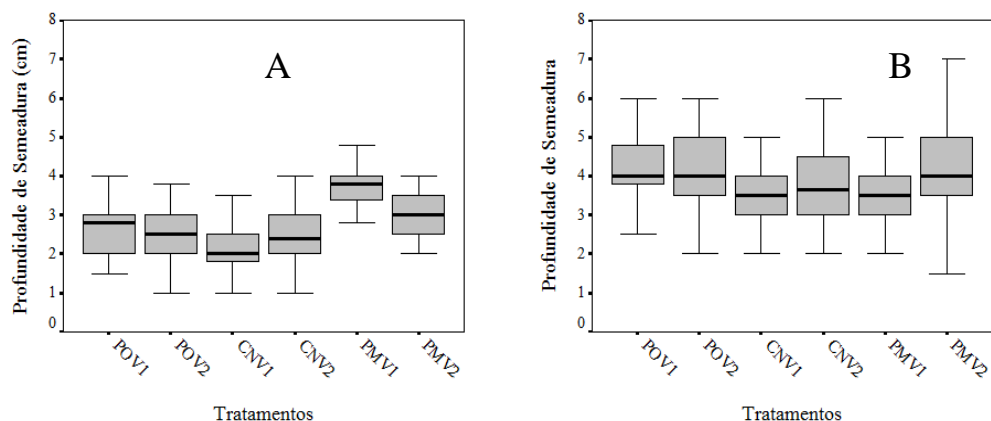 A
Profundidade de Semeadura (cm)
8
7
6
5
4
3
2
1
0
POV1
POV2
CNV1
CNV2
PMV1
PMV2
Tratamentos
B
Profundidade de Semeadura
8
7
6
5
4
3
2
1
0
POV1
POV2
CNV1
CNV2
PMV1
PMV2
Tratamentos